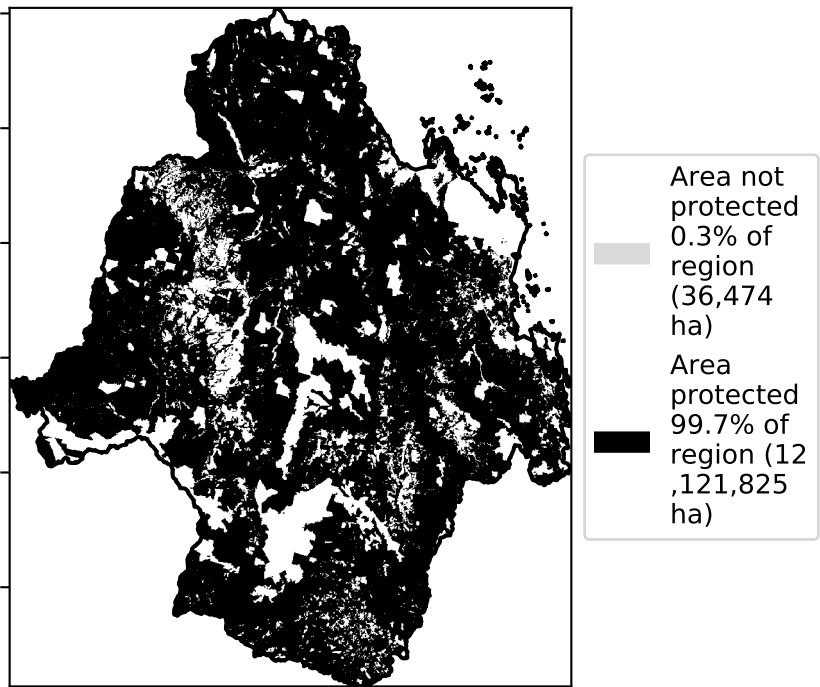 Area not
protected
0.3% of
region
(36,474
ha)
Area
protected
99.7% of
region (12
,121,825
ha)